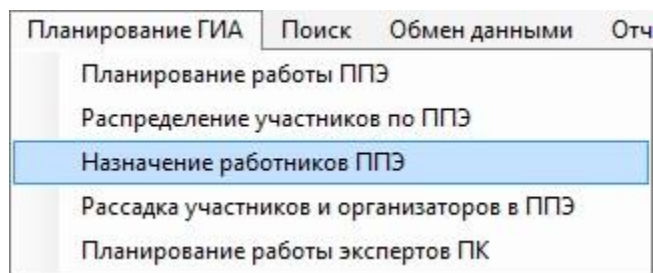 Планирование ГИА Поиск Обмен данными Отч
Планирование работы ППЭ
Распределение участников по ППЭ
Назначение работников ППЭ
Рассадка участников и организаторов в ППЭ
Планирование работы экспертов ПК